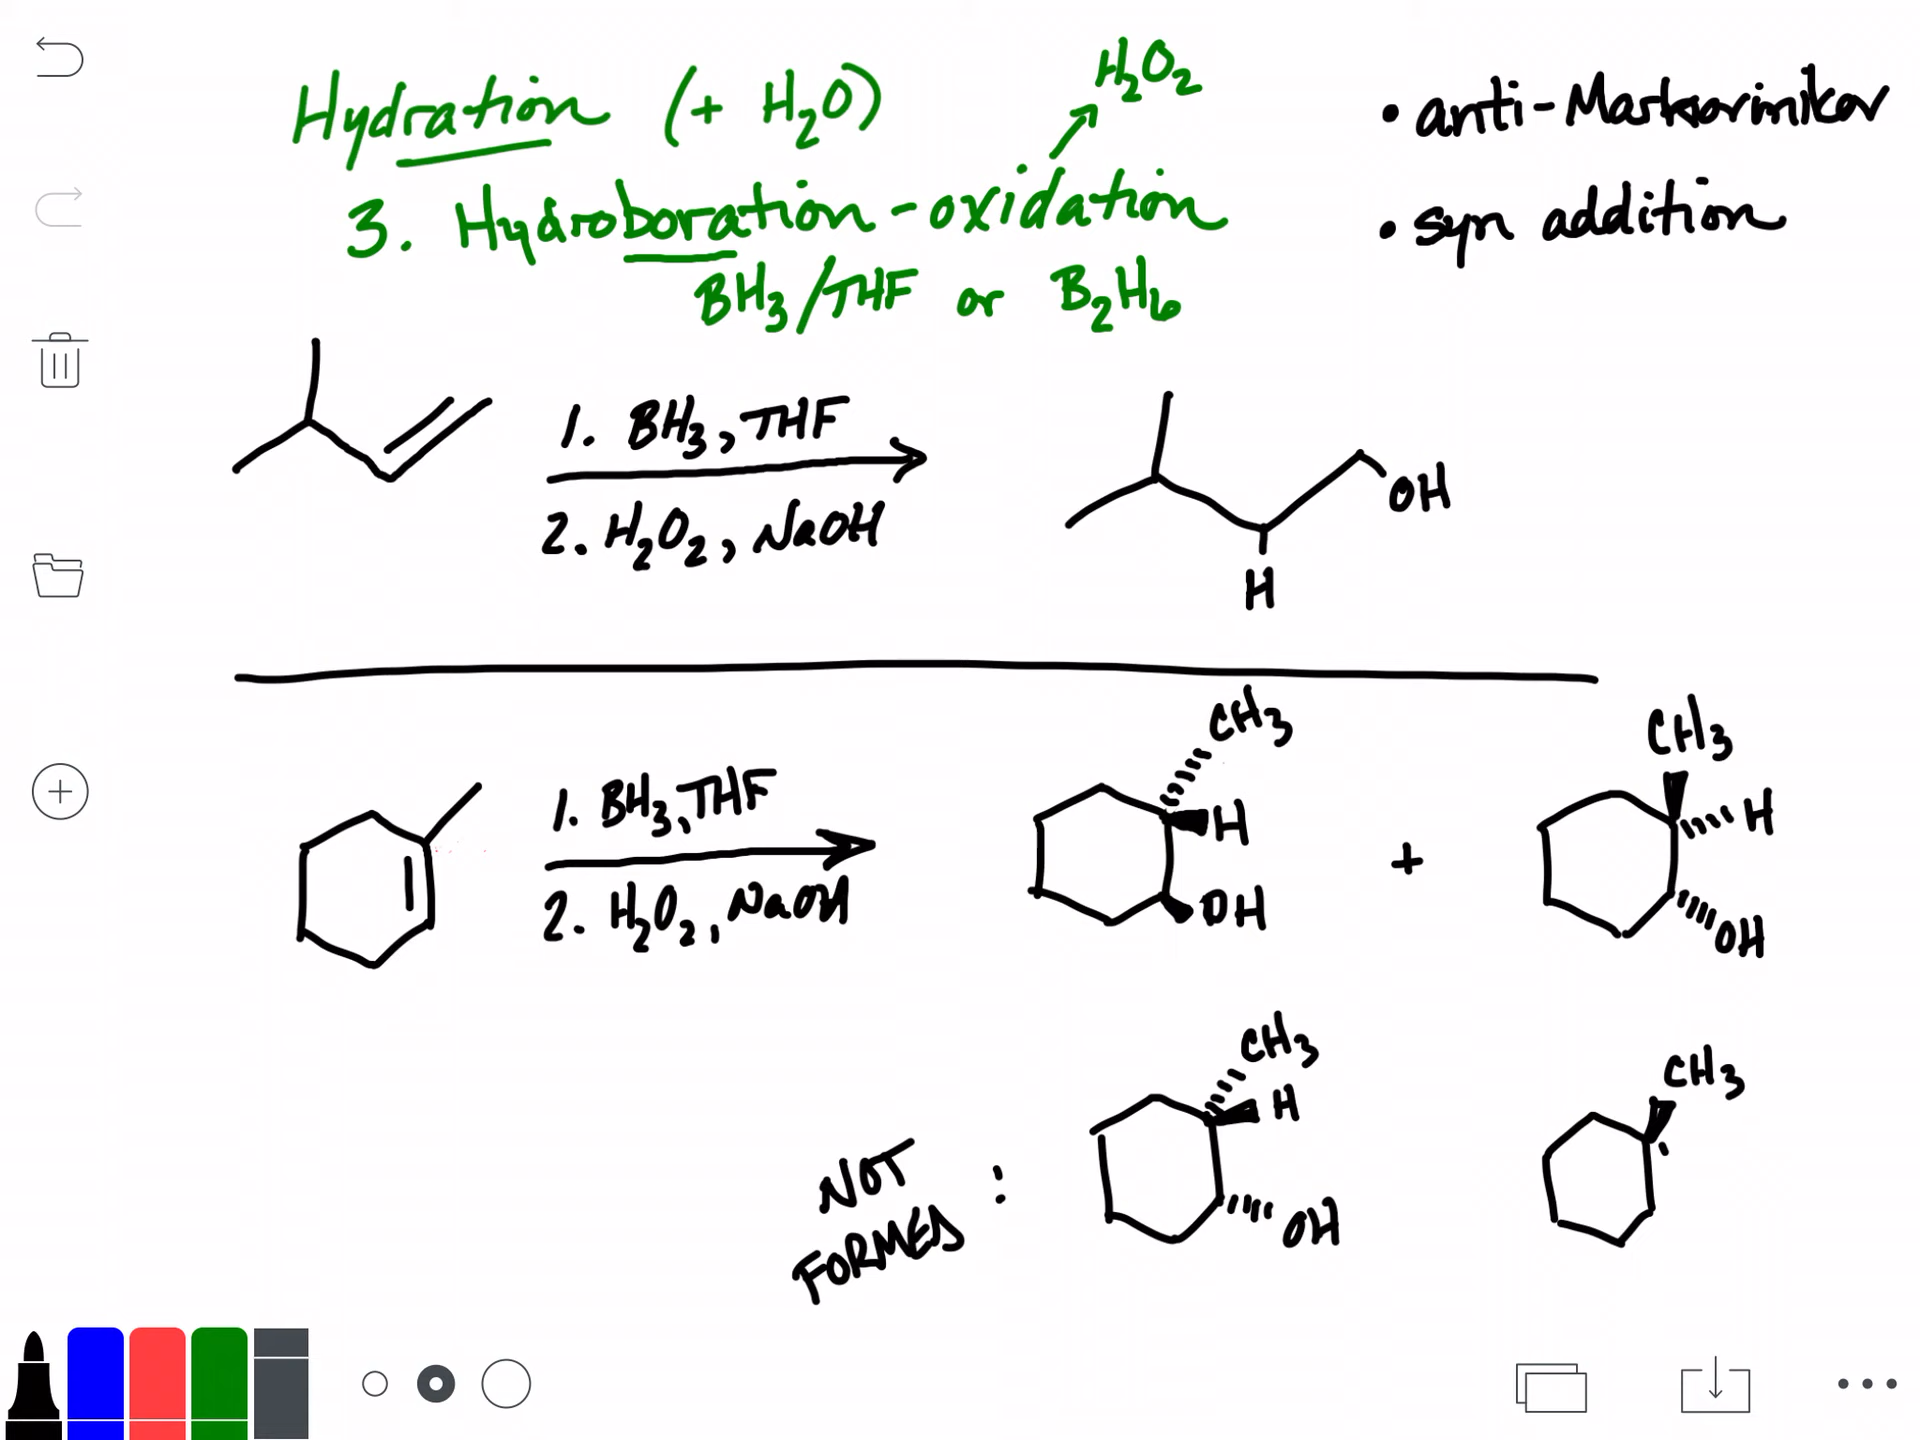 Hydration (+ H2O)
H2O2
3. Hydroboration-oxidation
BH3/THF or B2H6
• anti-Markovnikov
• syn addition
1. BH3, THF
2. H2O2, NaOH
OH
H
1. BH3, THF
2. H2O2, NaOH
CH3
H
OH
+
CH3
H
OH
NOT
FORMED :
CH3
H
OH
CH3